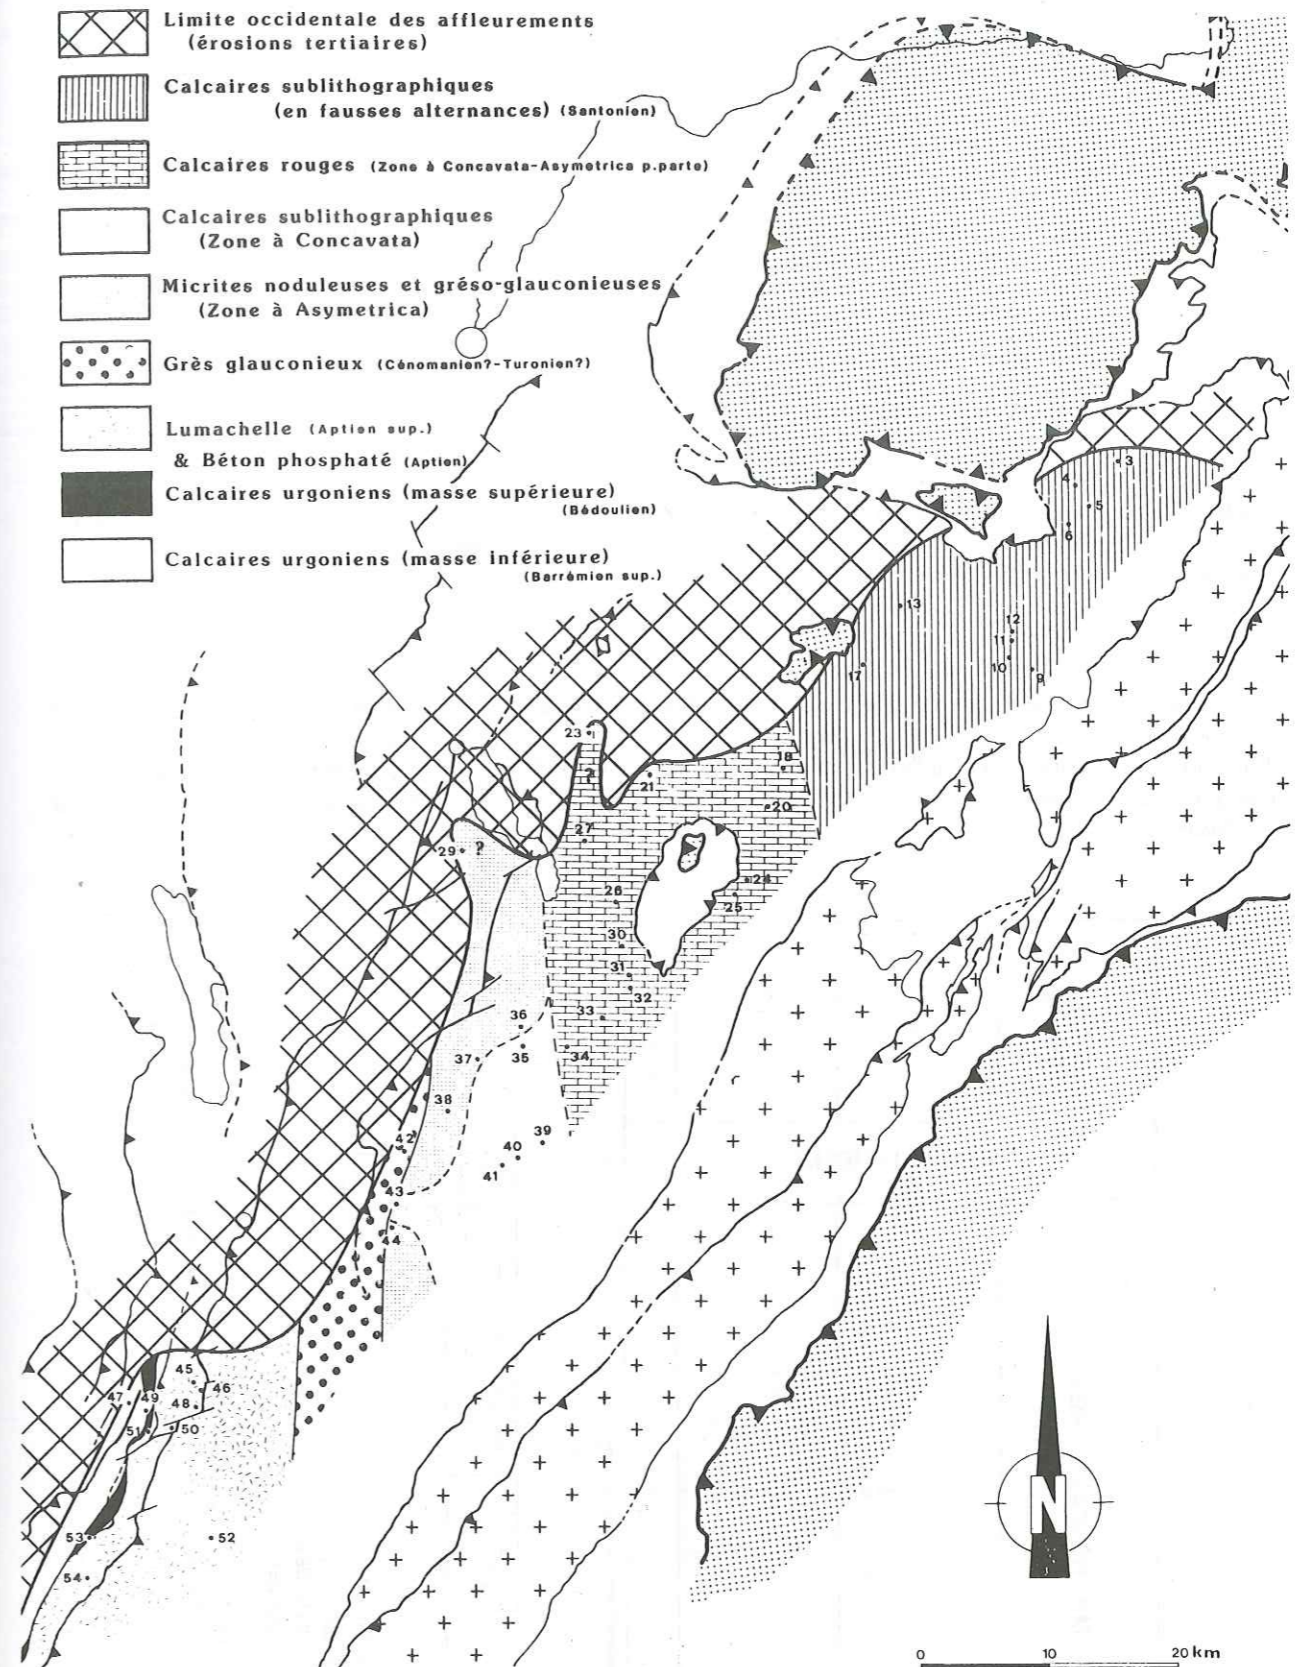 Limite occidentale des affleurements
(érosions tertiaires)
Calcaires sublithographiques
(en fausses alternances) (Santonien)
Calcaires rouges (Zone à Concavata-Asymetrica p.parte)
Calcaires sublithographiques
(Zone à Concavata)
Micrites noduleuses et gréso-glauconieuses
(Zone à Asymetrica)
Grès glauconieux (Cénomanien?-Turonien?)
Lumachelle (Aptien sup.)
& Béton phosphaté (Aptien)
Calcaires urgoniens (masse supérieure)
(Bédoulien)
Calcaires urgoniens (masse inférieure)
(Barrémien sup.)
3
4
5
6
13
12
11
10
9
17
23
18
?
21
20
27
29 ?
24
26
25
30
31
32
36
33
35
34
37
38
42
39
40
41
43
44
45
47
49
46
48
51
50
53
52
54
N
0 10 20 km